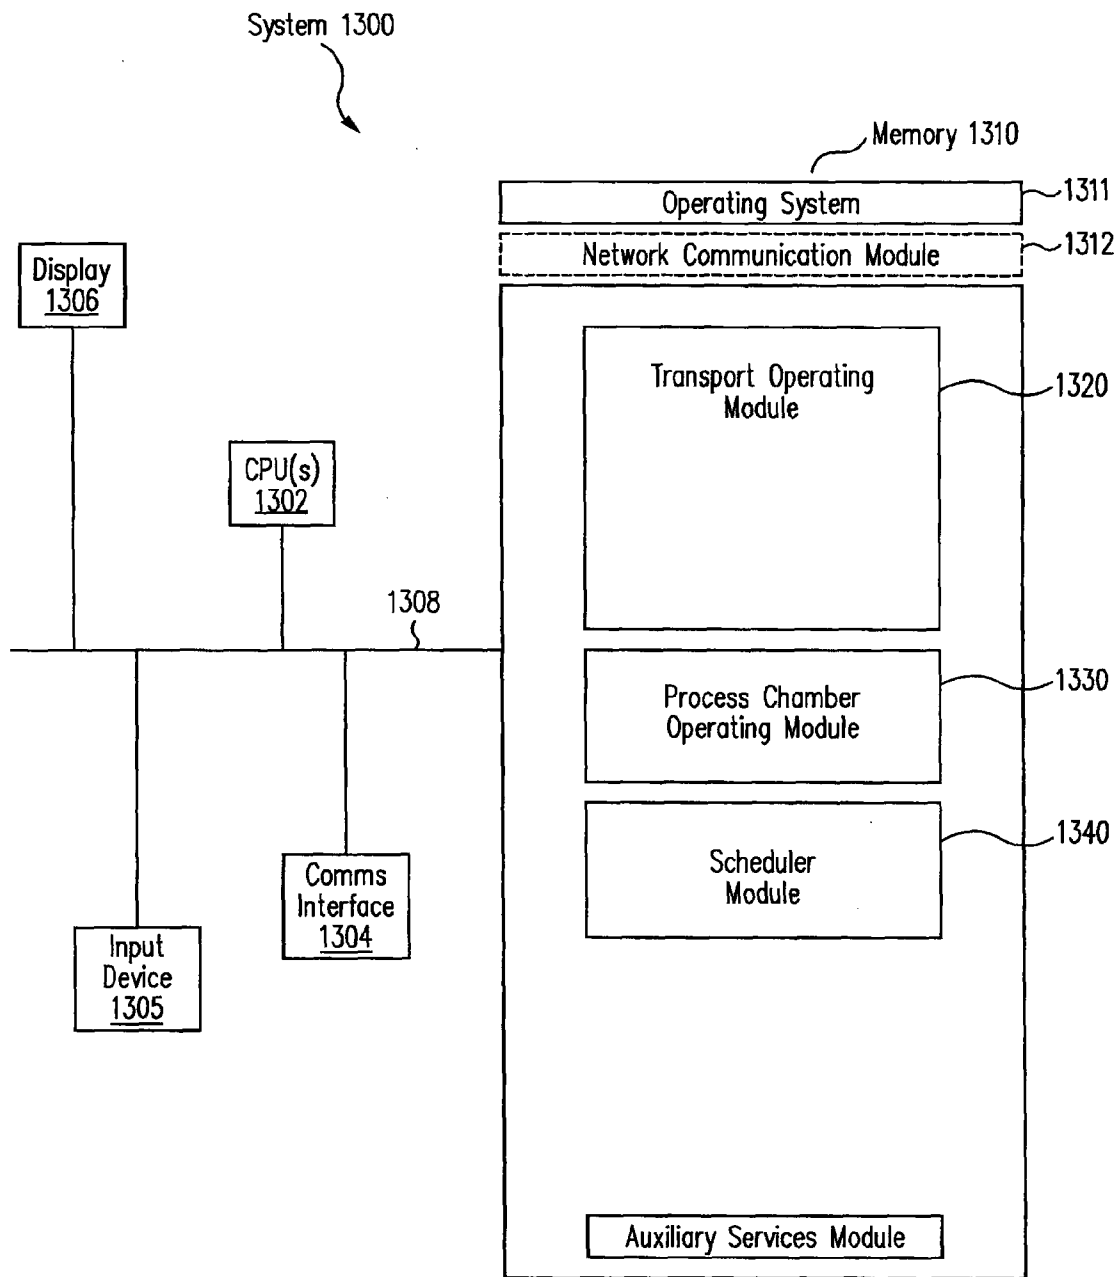 System 1300
Memory 1310
Operating System
1311
Network Communication Module
1312
Display
1306
Transport Operating
Module
1320
CPU(s)
1302
1308
Process Chamber
Operating Module
1330
Scheduler
Module
1340
Comms
Interface
1304
Input
Device
1305
Auxiliary Services Module